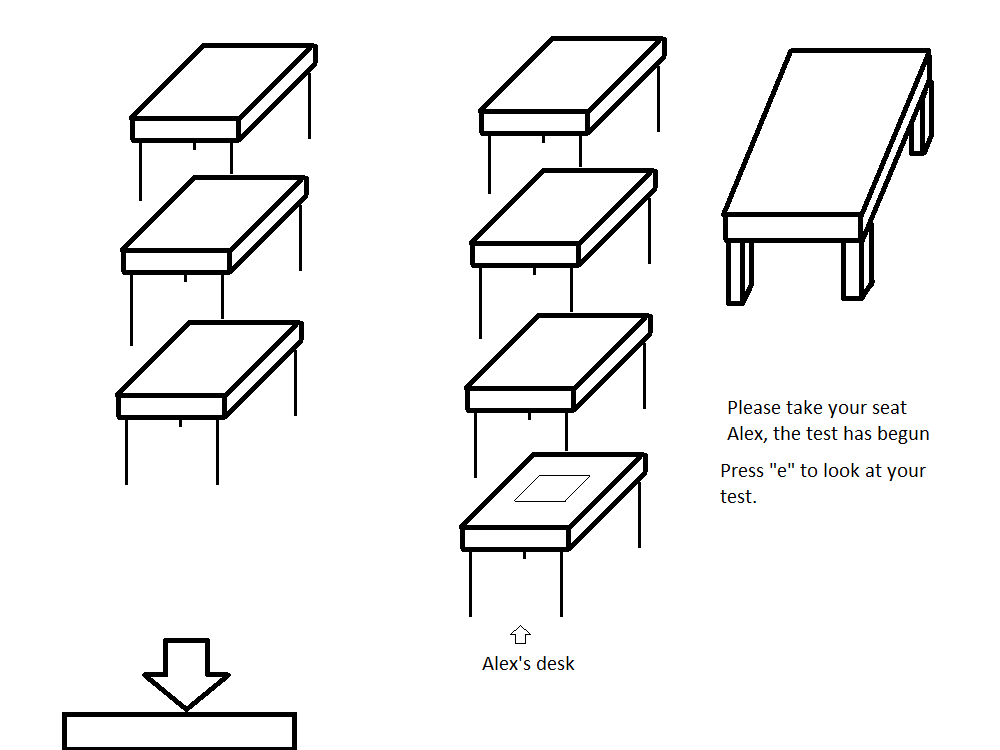 Please take your seat
Alex, the test has begun
Press "e" to look at your
test.
Alex's desk